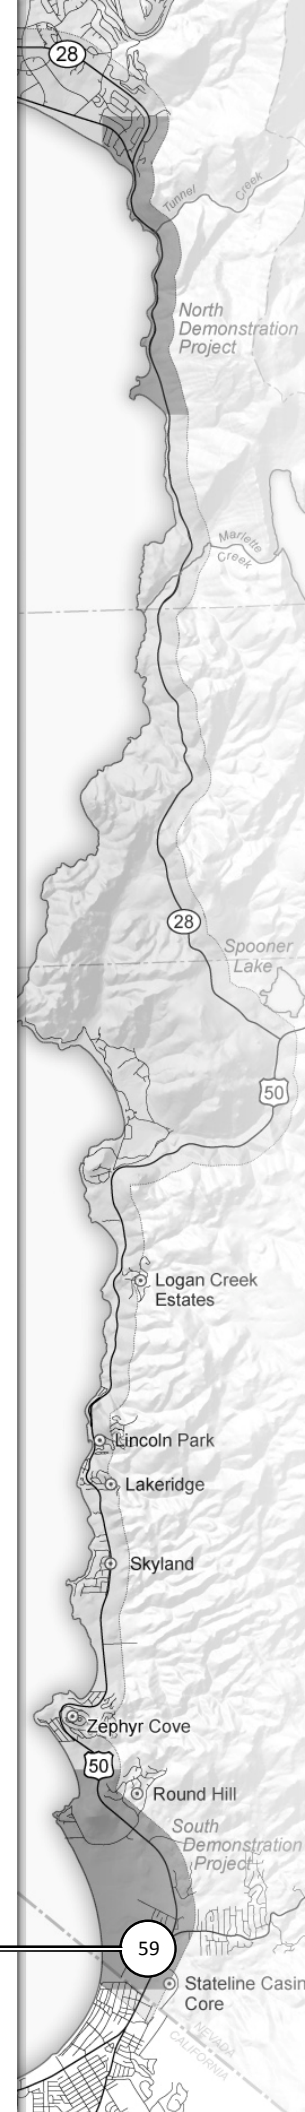 28
Tunnel Creek
North
Demonstration
Project
Marlette
Creek
28
Spooner
Lake
50
Logan Creek
Estates
Lincoln Park
Lakeridge
Skyland
Zephyr Cove
50
Round Hill
South
Demonstration
Project
59
Stateline Casin
Core
NEVADA
CALIFORNIA